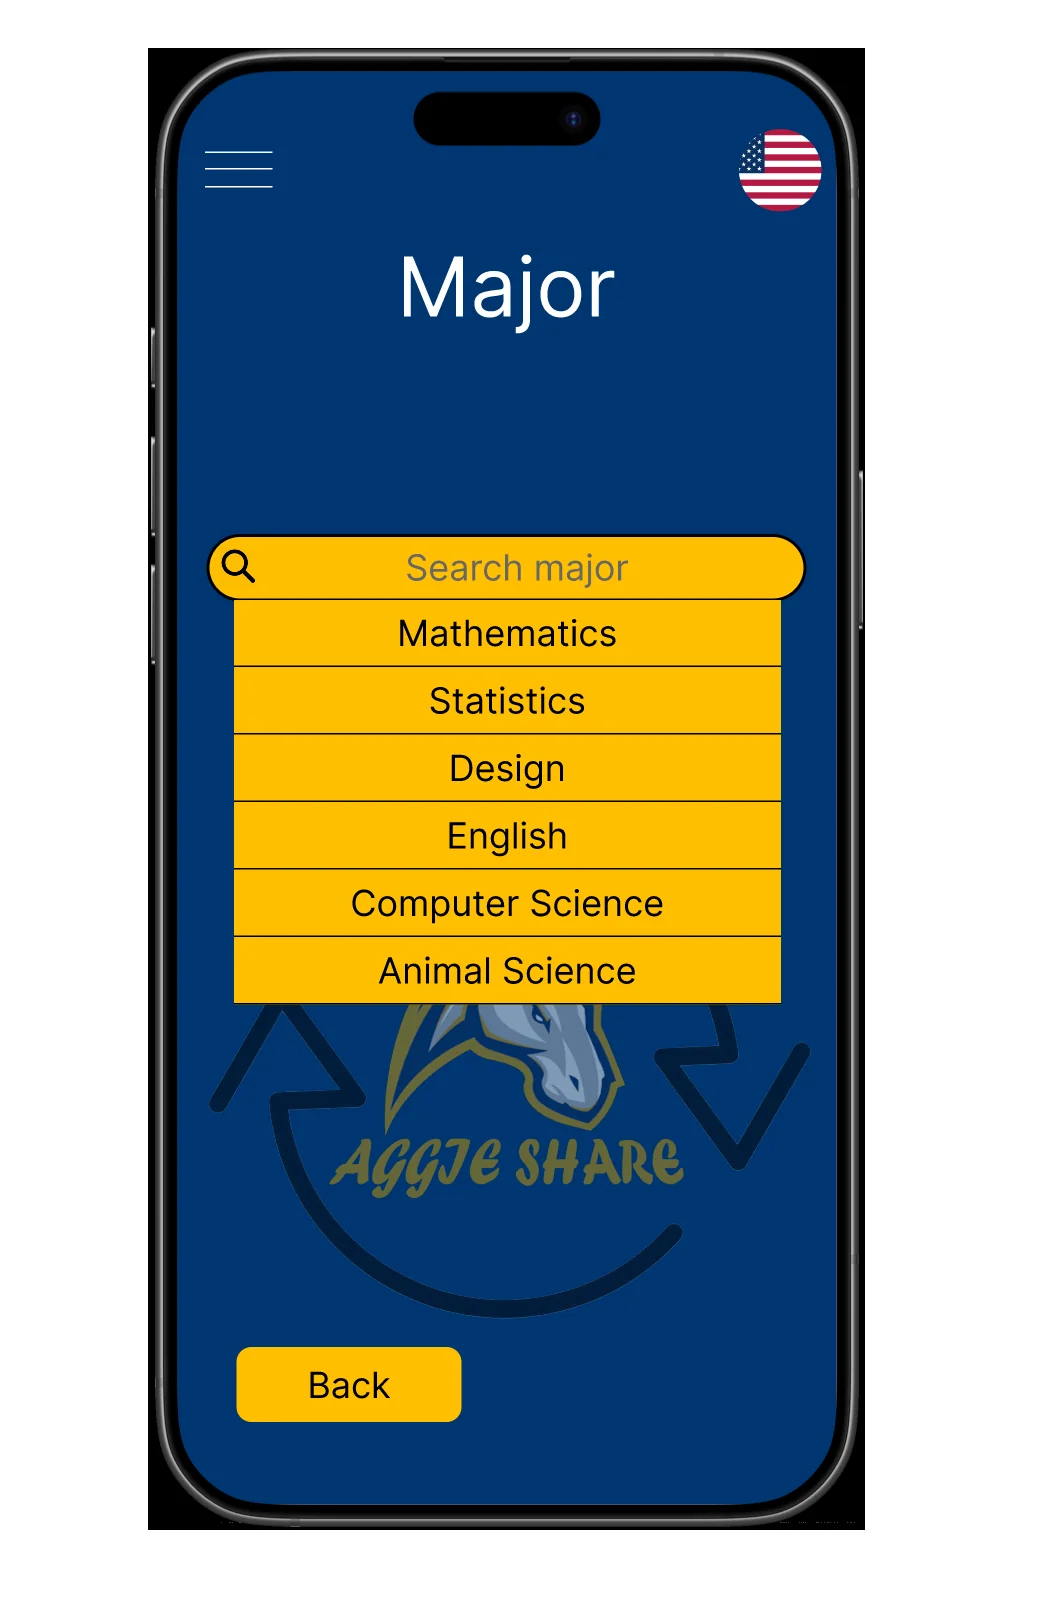 Major
Search major
Mathematics
Statistics
Design
English
Computer Science
Animal Science
AGGIE SHARE
Back